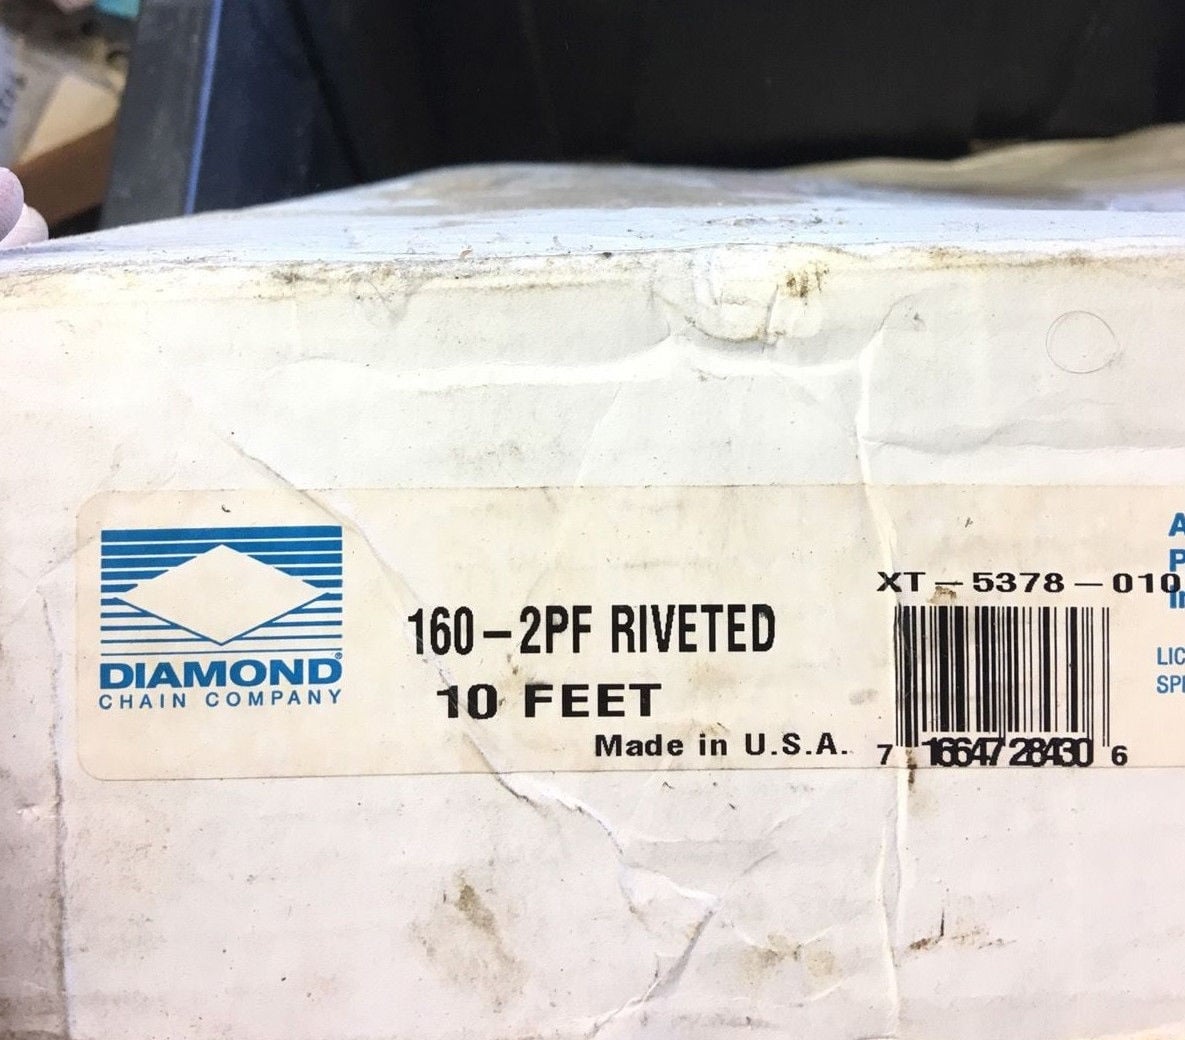 DIAMOND®
CHAIN COMPANY
160-2PF RIVETED
10 FEET
Made in U.S.A.
XT-5378-010
7 16647 28430 6